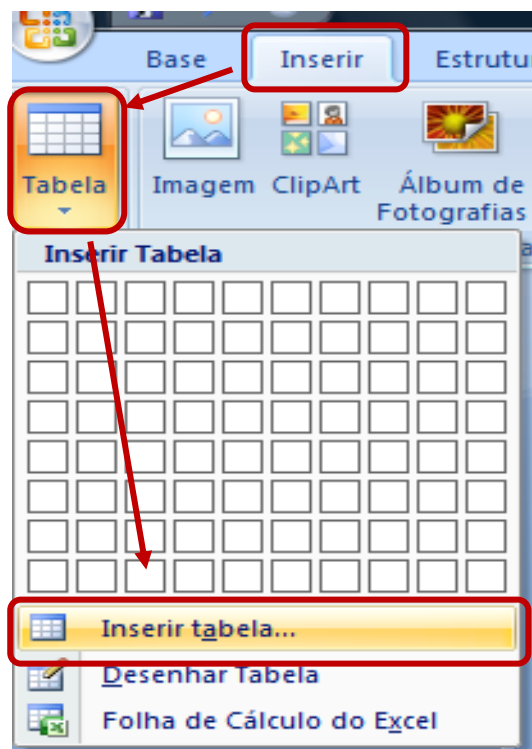 Base Inserir Estrutu
Tabela Imagem ClipArt Álbum de
Fotografias
Inserir Tabela
Inserir tabela...
Desenhar Tabela
Folha de Cálculo do Excel